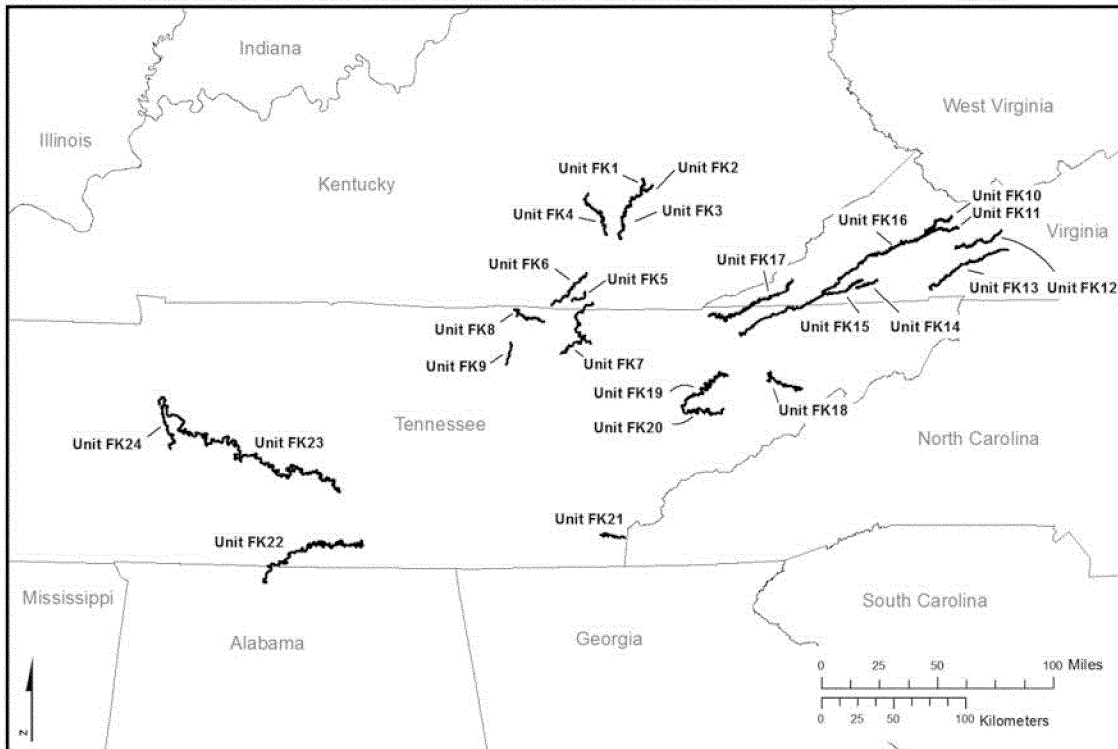 Indiana
West Virginia
Illinois
Kentucky
Unit FK1
Unit FK2
Unit FK4
Unit FK3
Unit FK10
Unit FK11
Unit FK16
Virginia
Unit FK6
Unit FK5
Unit FK17
Unit FK13
Unit FK12
Unit FK15
Unit FK14
Unit FK8
Unit FK9
Unit FK7
Unit FK19
Unit FK18
Unit FK20
Tennessee
North Carolina
Unit FK24
Unit FK23
Unit FK21
Unit FK22
Mississippi
Alabama
Georgia
South Carolina
0 25 50 100 Miles
0 25 50 100 Kilometers
N